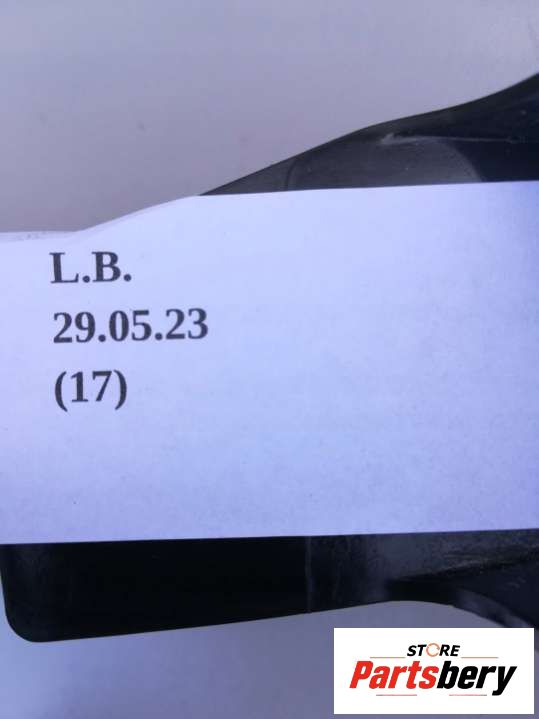 L.B.
29.05.23
(17)
STORE
Partsbery